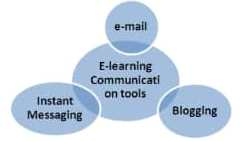 e-mail
E-learning
Communicati
on tools
Instant
Messaging
Blogging